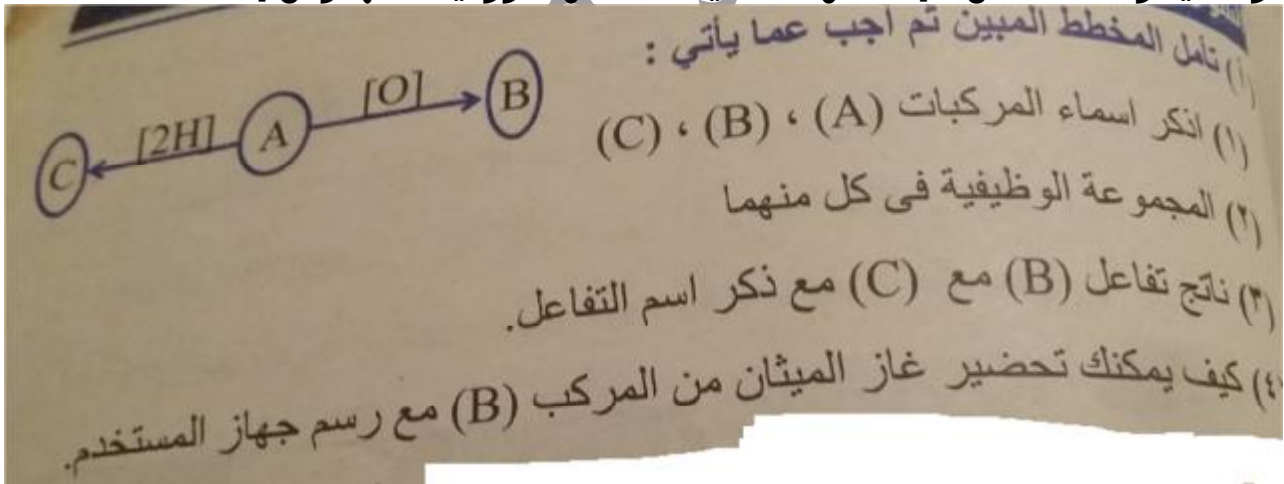 (أ) تأمل المخطط المبين ثم أجب عما يأتي :
(١) اذكر اسماء المركبات (A) ، (B) ، (C)
(٢) المجموعة الوظيفية فى كل منهما
(٣) ناتج تفاعل (B) مع (C) مع ذكر اسم التفاعل.
(٤) كيف يمكنك تحضير غاز الميثان من المركب (B) مع رسم جهاز المستخدم.
C [2H] A [O] B